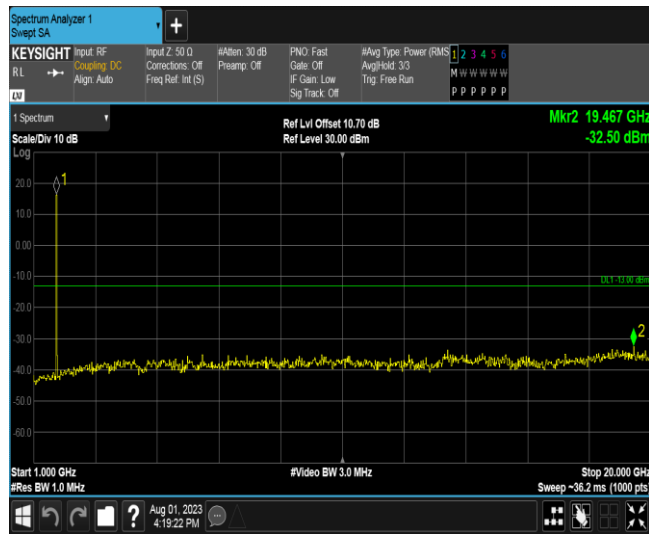 Spectrum Analyzer 1
Swept SA
+
KEYSIGHT
RL
LXI
Input: RF
Coupling: DC
Align: Auto
Input Z: 50 Ω
Corrections: Off
Freq Ref: Int (S)
#Atten: 30 dB
Preamp: Off
PNO: Fast
Gate: Off
IF Gain: Low
Sig Track: Off
#Avg Type: Power (RMS
Avg|Hold: 3/3
Trig: Free Run
1 2 3 4 5 6
M W W W W W
P P P P P P
1 Spectrum
Scale/Div 10 dB
Ref Lvl Offset 10.70 dB
Ref Level 30.00 dBm
Mkr2 19.467 GHz
-32.50 dBm
Log
20.0
1
10.0
0.00
-10.0
DL1 -13.00 dBm
-20.0
-30.0
2
-40.0
-50.0
-60.0
Start 1.000 GHz
#Res BW 1.0 MHz
#Video BW 3.0 MHz
Stop 20.000 GHz
Sweep ~36.2 ms (1000 pts)
?
Aug 01, 2023
4:19:22 PM